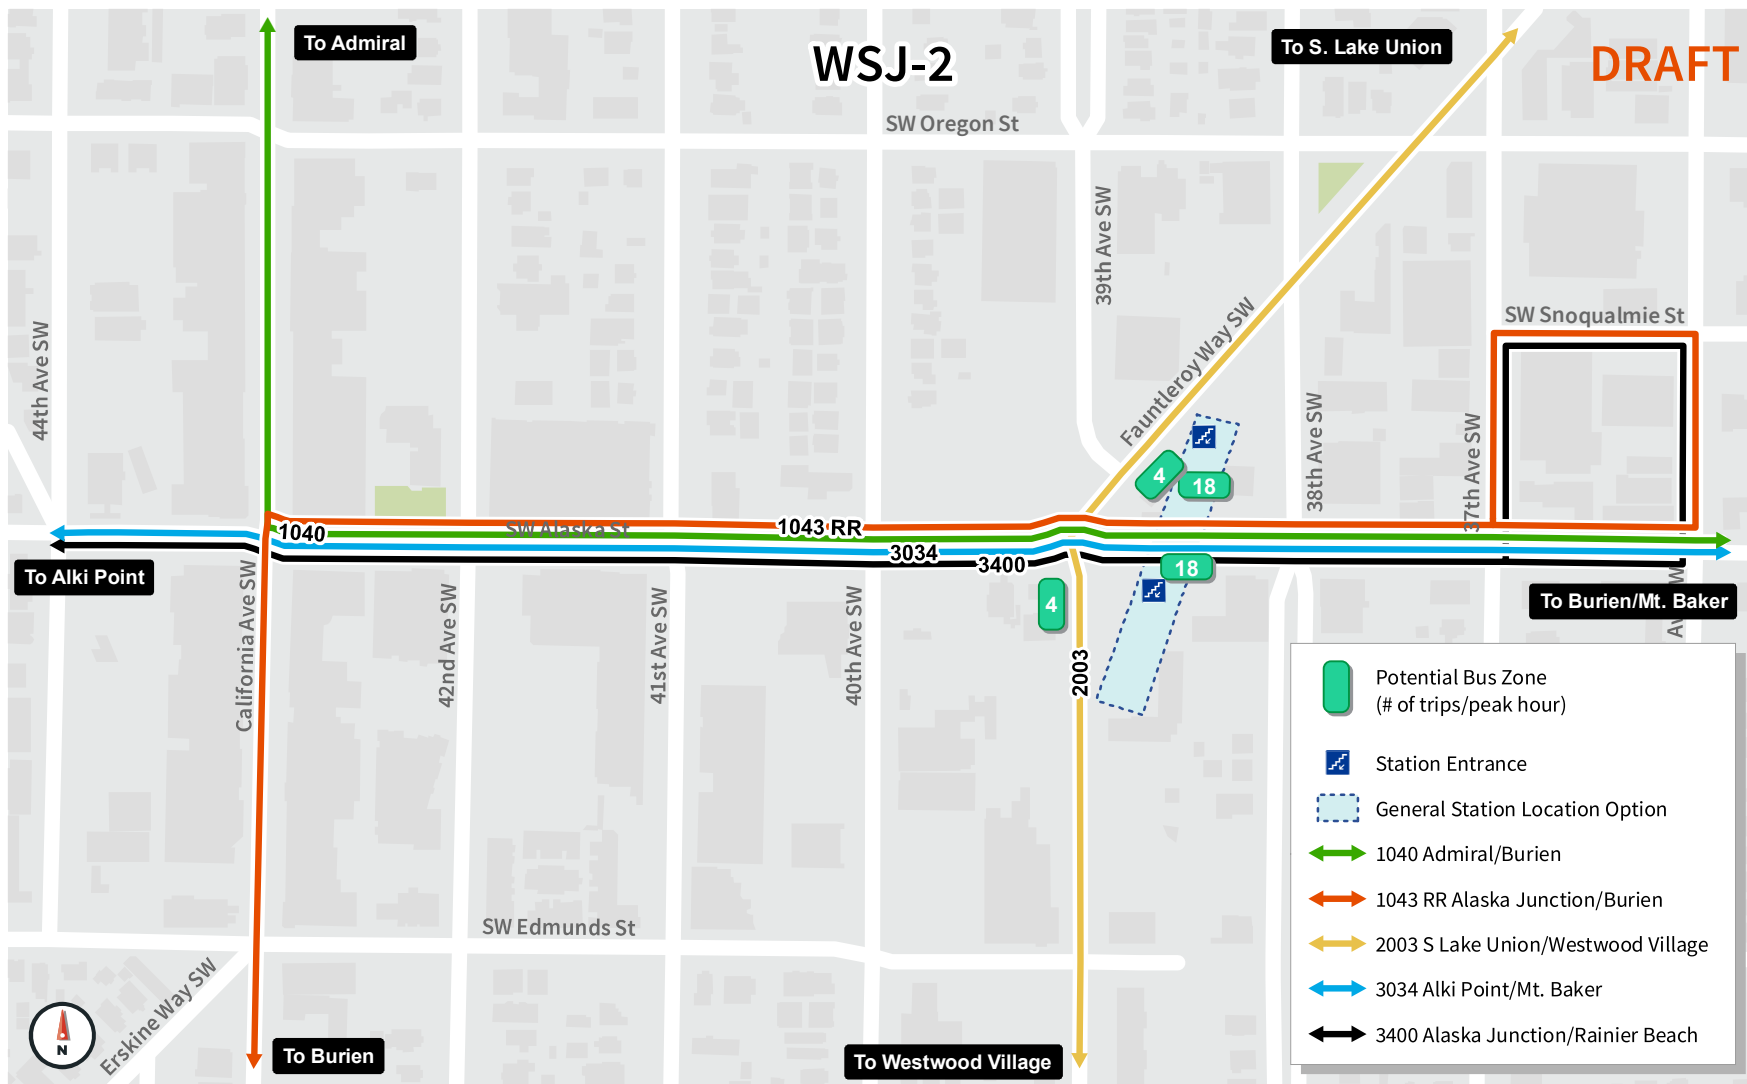 To Admiral
WSJ-2
To S. Lake Union
DRAFT
SW Oregon St
39th Ave SW
SW Snoqualmie St
44th Ave SW
Fauntleroy Way SW
38th Ave SW
37th Ave SW
4
18
1040
SW Alaska St
1043 RR
3034
3400
18
To Alki Point
To Burien/Mt. Baker
4
California Ave SW
42nd Ave SW
41st Ave SW
40th Ave SW
2003
Potential Bus Zone
(# of trips/peak hour)
Station Entrance
General Station Location Option
1040 Admiral/Burien
1043 RR Alaska Junction/Burien
2003 S Lake Union/Westwood Village
3034 Alki Point/Mt. Baker
3400 Alaska Junction/Rainier Beach
SW Edmunds St
Erskine Way SW
N
To Burien
To Westwood Village